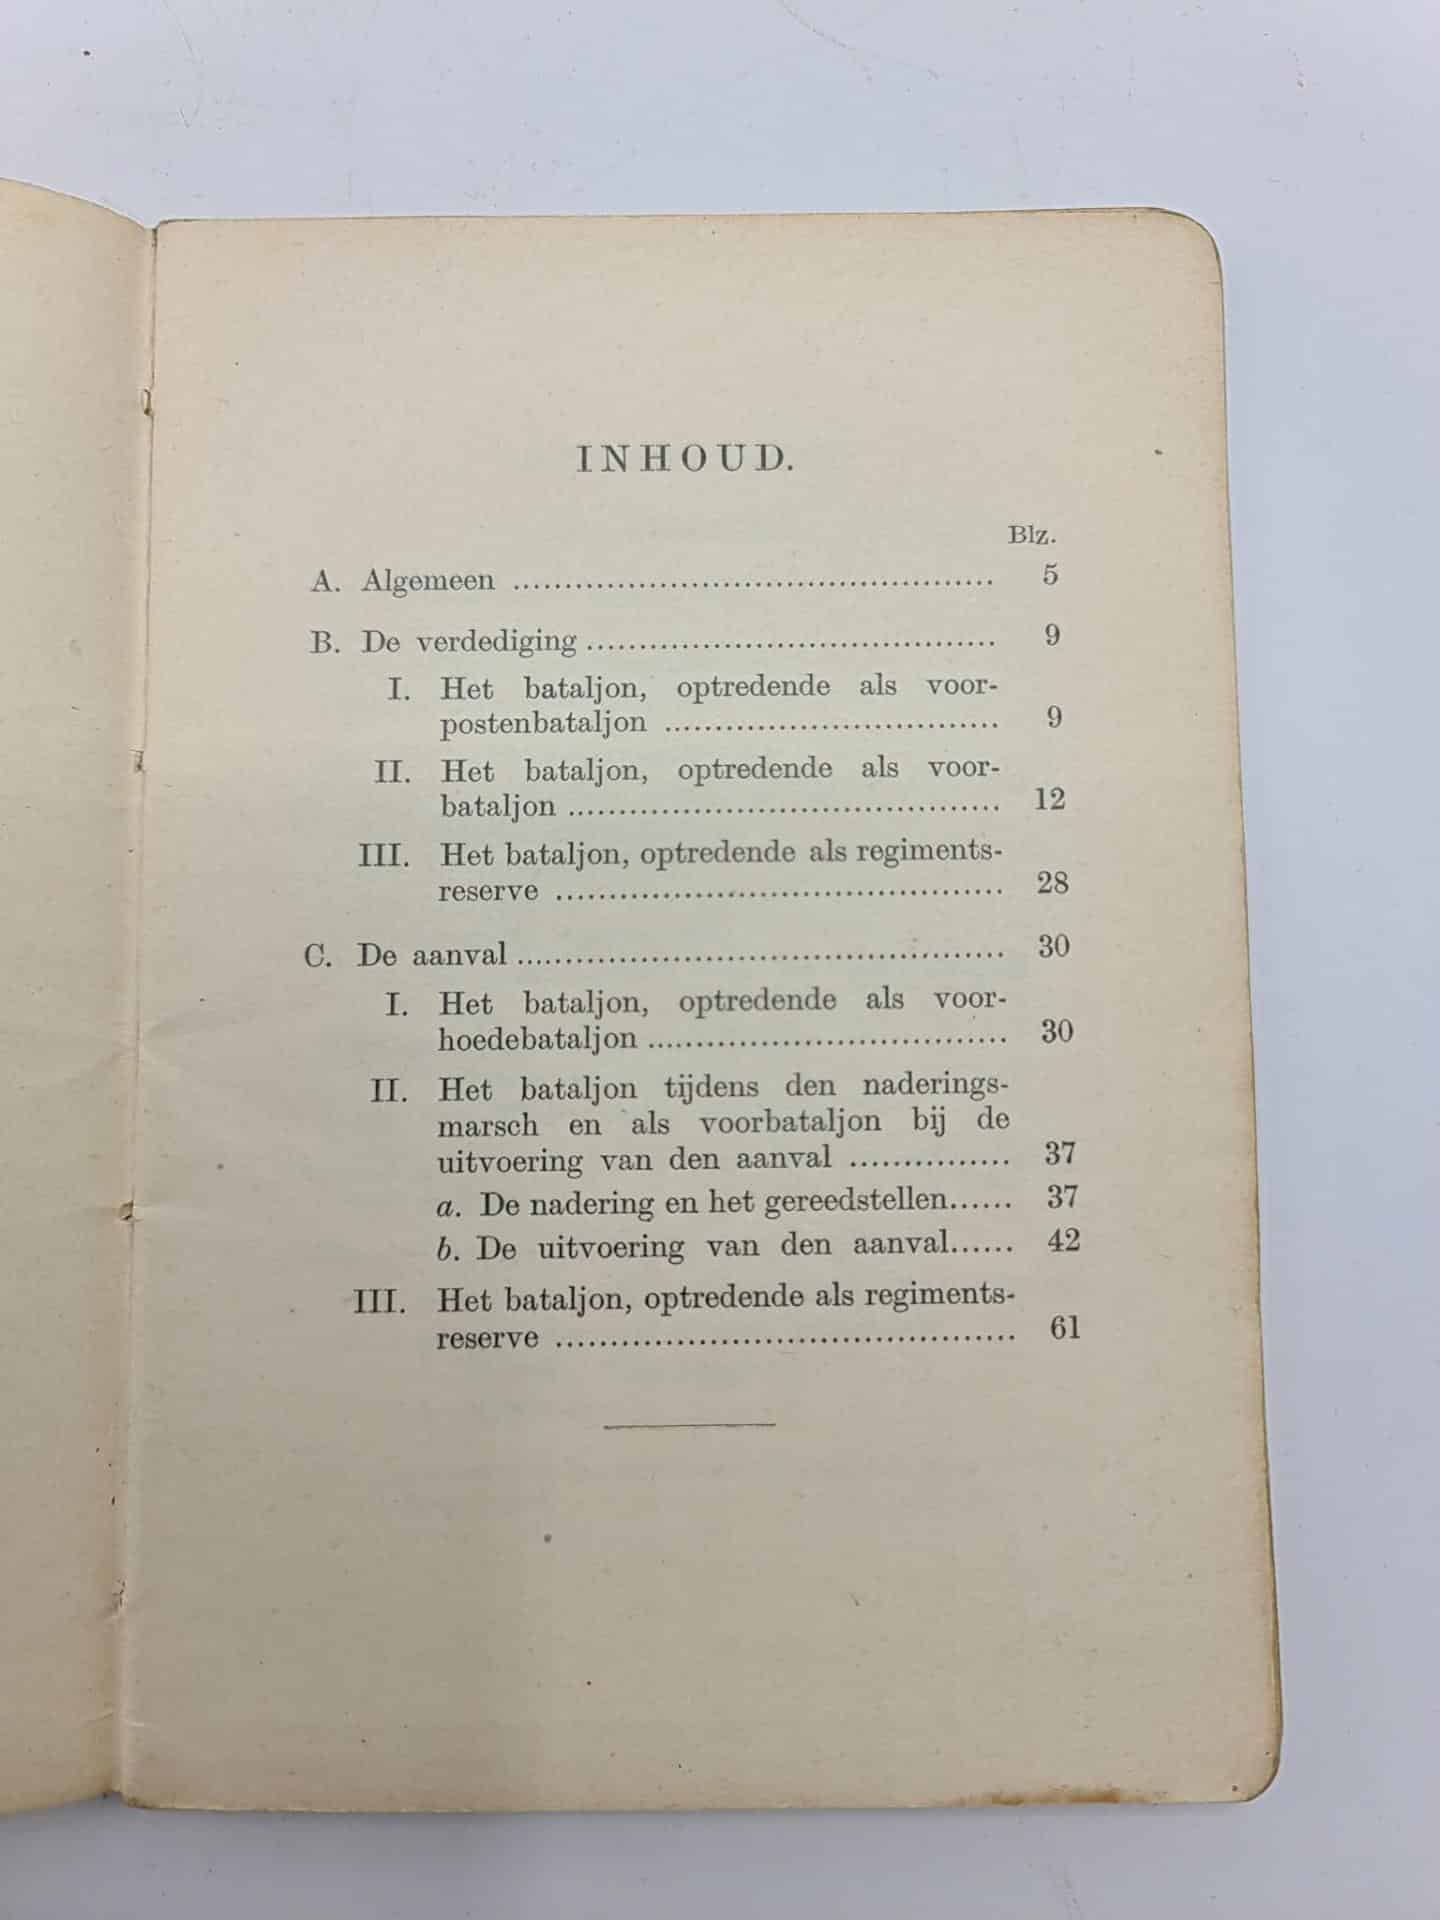 INHOUD.
Blz.
A. Algemeen ................................................ 5
B. De verdediging ........................................ 9
I. Het bataljon, optredende als voor-
postenbataljon ................................. 9
II. Het bataljon, optredende als voor-
bataljon .......................................... 12
III. Het bataljon, optredende als regiments-
reserve ............................................ 28
C. De aanval ................................................ 30
I. Het bataljon, optredende als voor-
hoedebataljon ................................... 30
II. Het bataljon tijdens den naderings-
marsch en als voorbataljon bij de
uitvoering van den aanval ............... 37
a. De nadering en het gereedstellen...... 37
b. De uitvoering van den aanval...... 42
III. Het bataljon, optredende als regiments-
reserve ............................................. 61